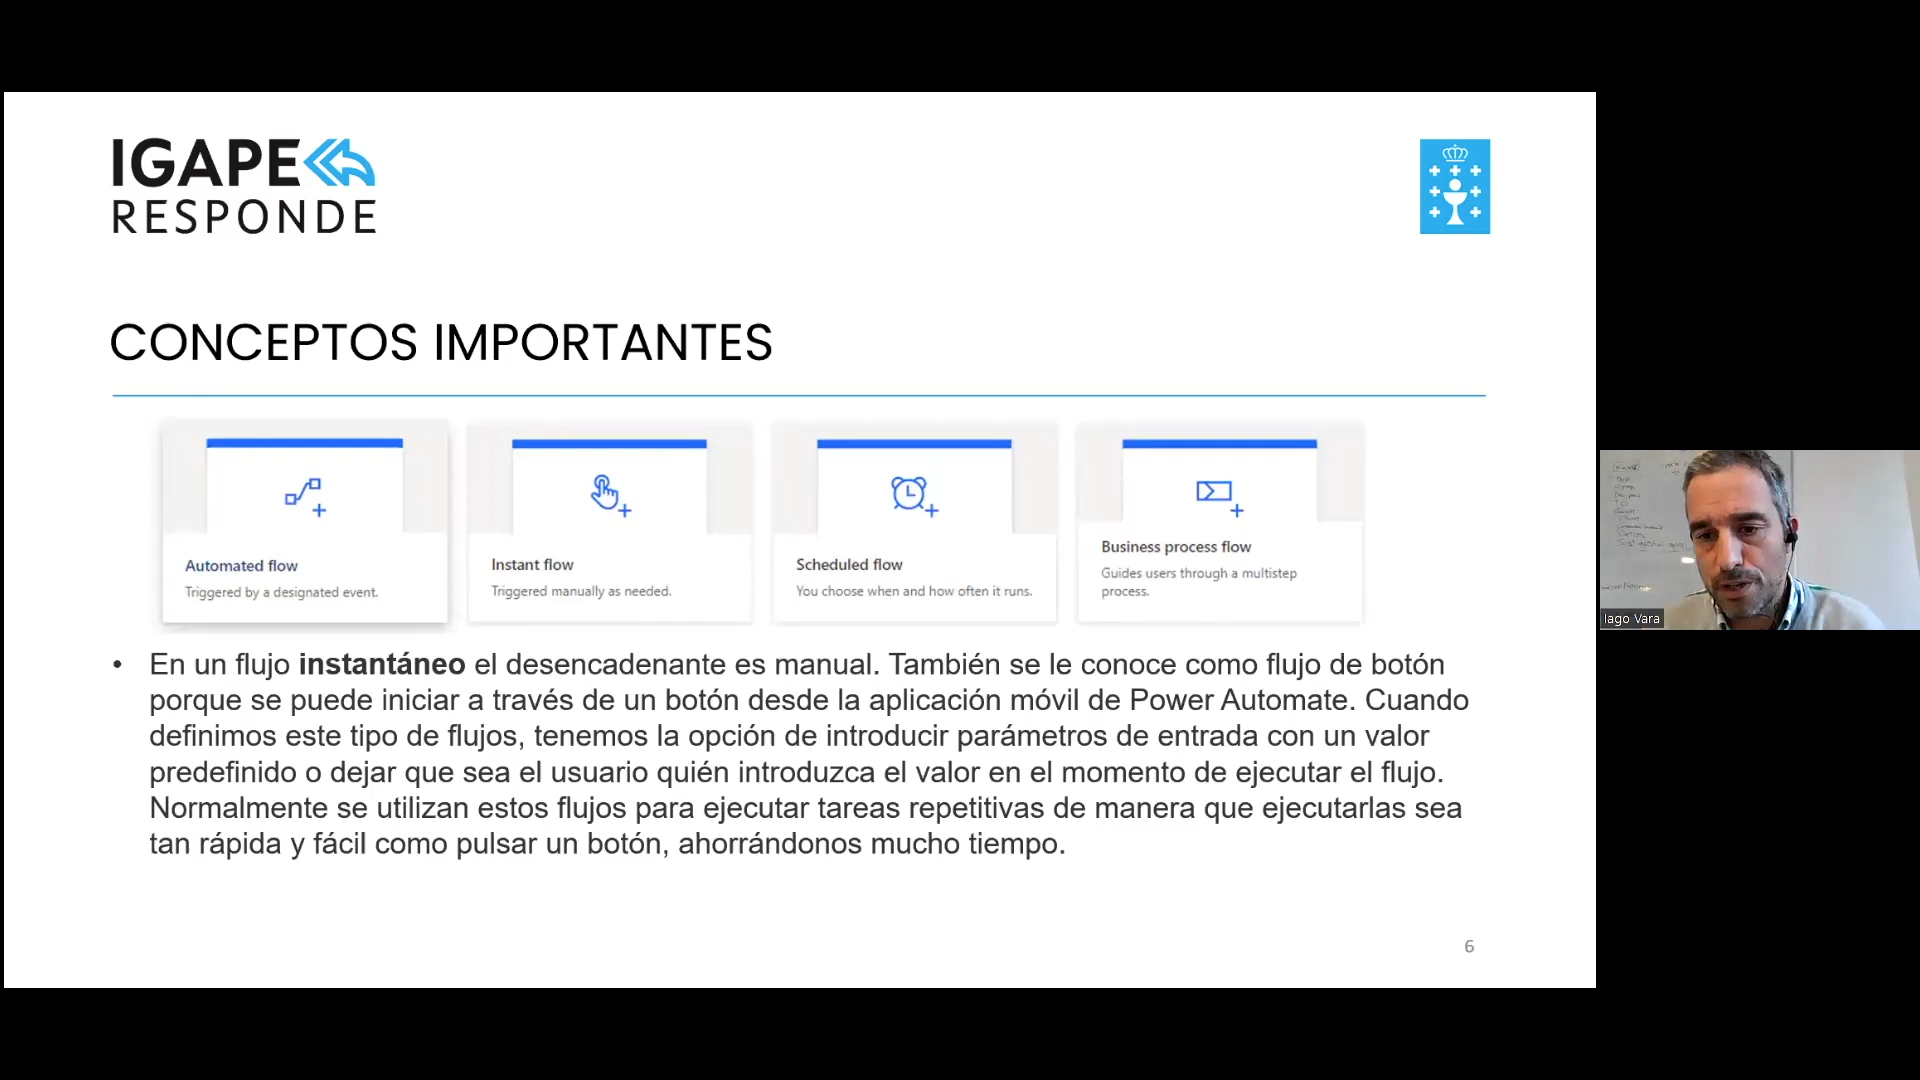 IGAPE
RESPONDE
CONCEPTOS IMPORTANTES
Automated flow
Triggered by a designated event.
Instant flow
Triggered manually as needed.
Scheduled flow
You choose when and how often it runs.
Business process flow
Guides users through a multistep
process.
• En un flujo instantáneo el desencadenante es manual. También se le conoce como flujo de botón
porque se puede iniciar a través de un botón desde la aplicación móvil de Power Automate. Cuando
definimos este tipo de flujos, tenemos la opción de introducir parámetros de entrada con un valor
predefinido o dejar que sea el usuario quién introduzca el valor en el momento de ejecutar el flujo.
Normalmente se utilizan estos flujos para ejecutar tareas repetitivas de manera que ejecutarlas sea
tan rápida y fácil como pulsar un botón, ahorrándonos mucho tiempo.
6
Iago Vara